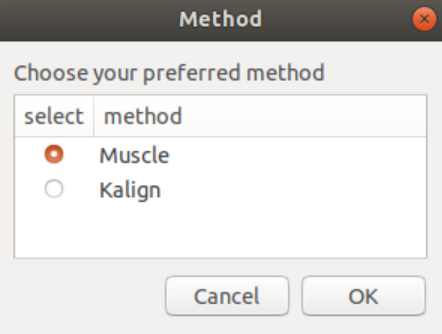 Method
Choose your preferred method
select method
Muscle
Kalign
Cancel OK